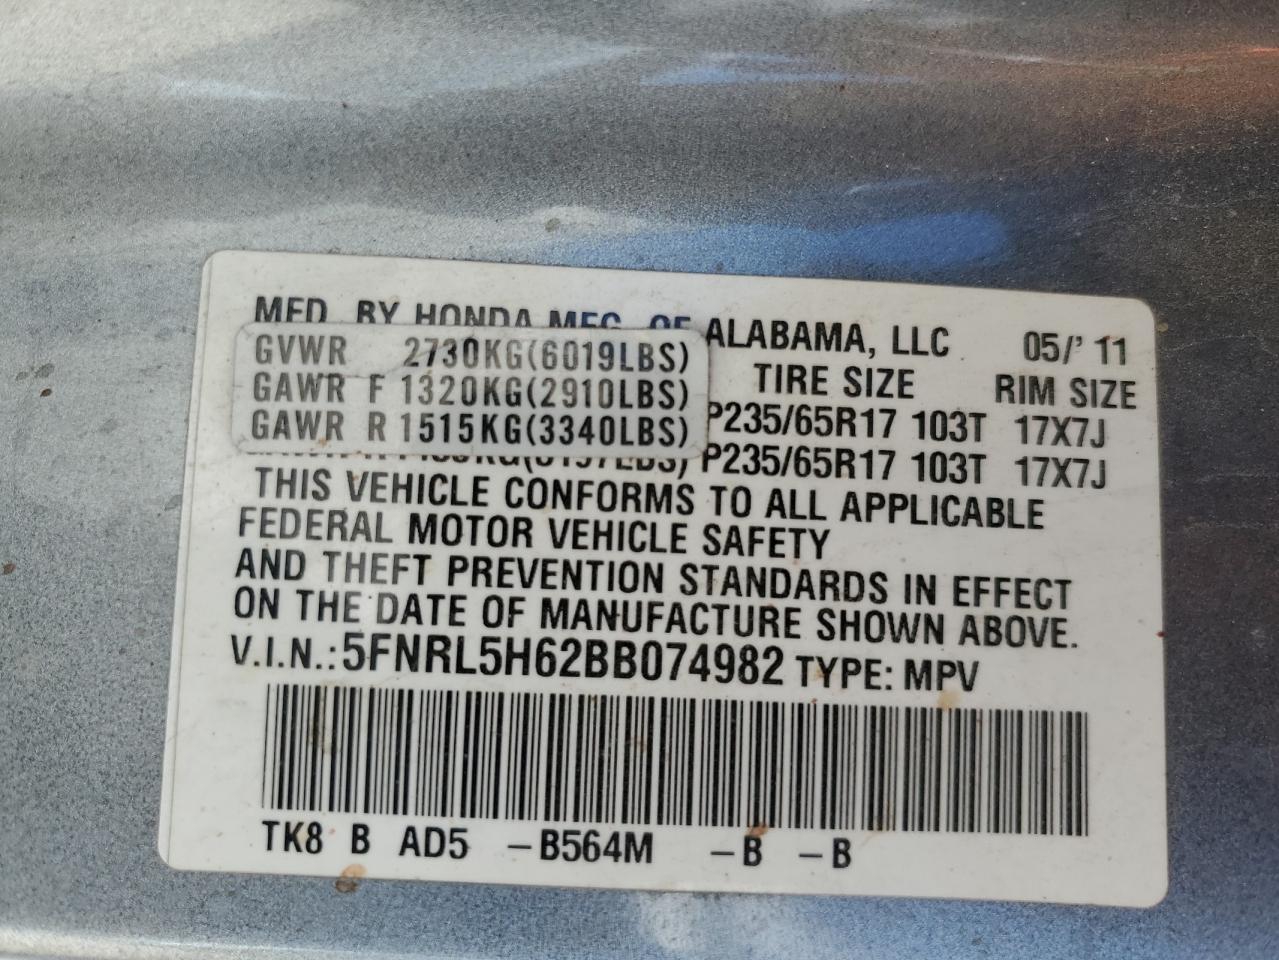 MFD. BY HONDA MFG. OF ALABAMA, LLC 05/' 11
GVWR 2730KG(6019LBS) TIRE SIZE RIM SIZE
GAWR F 1320KG(2910LBS) P235/65R17 103T 17X7J
GAWR R 1515KG(3340LBS)
P235/65R17 103T 17X7J
THIS VEHICLE CONFORMS TO ALL APPLICABLE
FEDERAL MOTOR VEHICLE SAFETY
AND THEFT PREVENTION STANDARDS IN EFFECT
ON THE DATE OF MANUFACTURE SHOWN ABOVE.
V.I.N.: 5FNRL5H62BB074982 TYPE: MPV
TK8 B AD5 –B564M –B –B